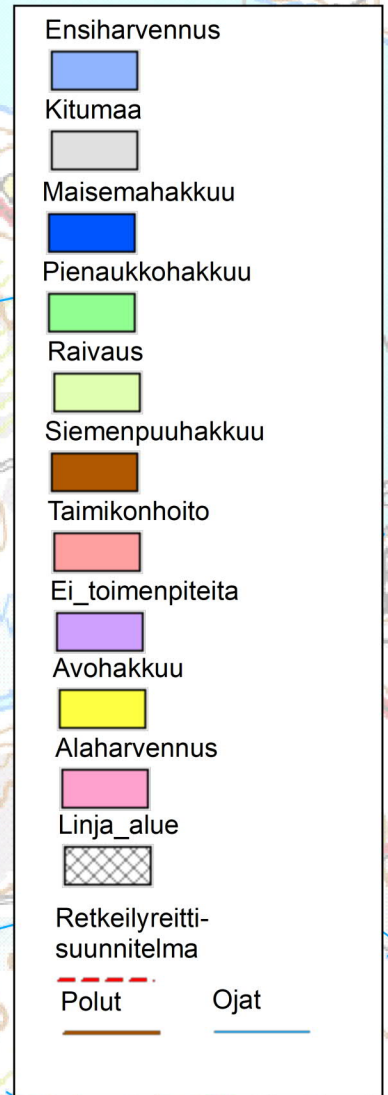 Ensiharvennus
Kitumaa
Maisemahakkuu
Pienaukkohakkuu
Raivaus
Siemenpuuhakkuu
Taimikonhoito
Ei_toimenpiteita
Avohakkuu
Alaharvennus
Linja_alue
Retkeilyreitti-
suunnitelma
Polut Ojat